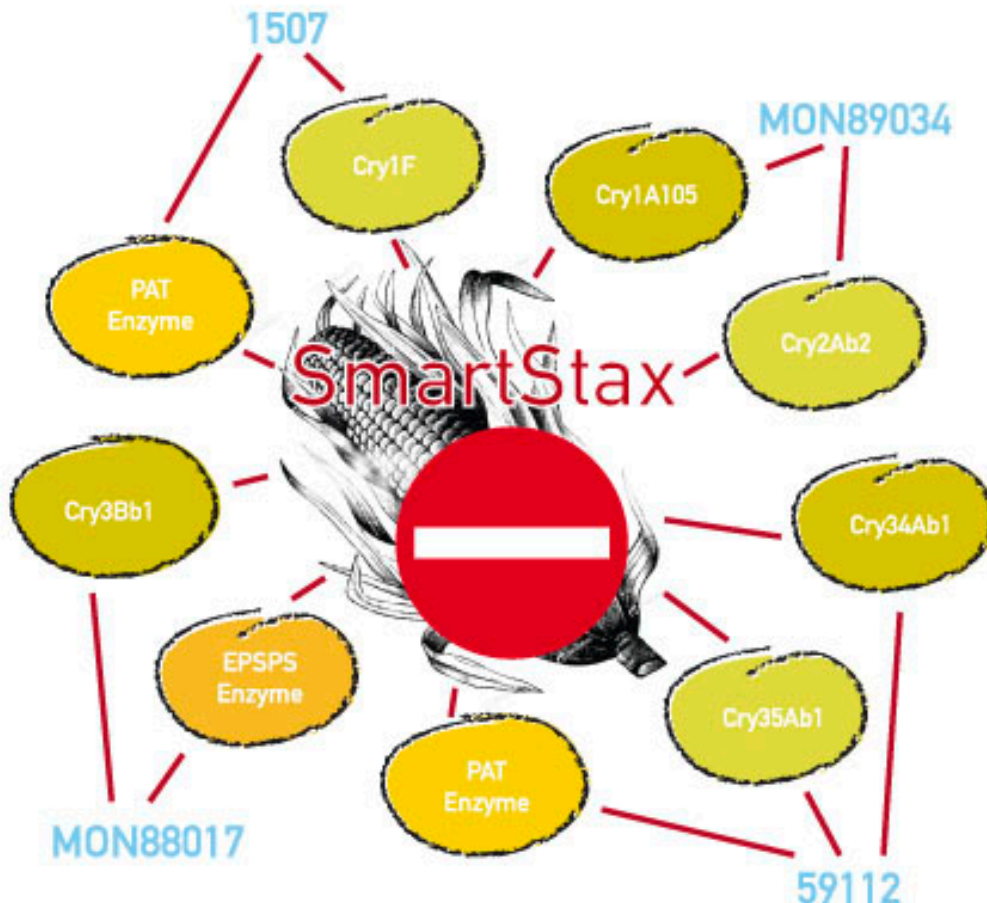 1507
MON89034
Cry1F
Cry1A105
PAT
Enzyme
Cry2Ab2
SmartStax
Cry3Bb1
Cry34Ab1
EPSPS
Enzyme
Cry35Ab1
PAT
Enzyme
MON88017
59112